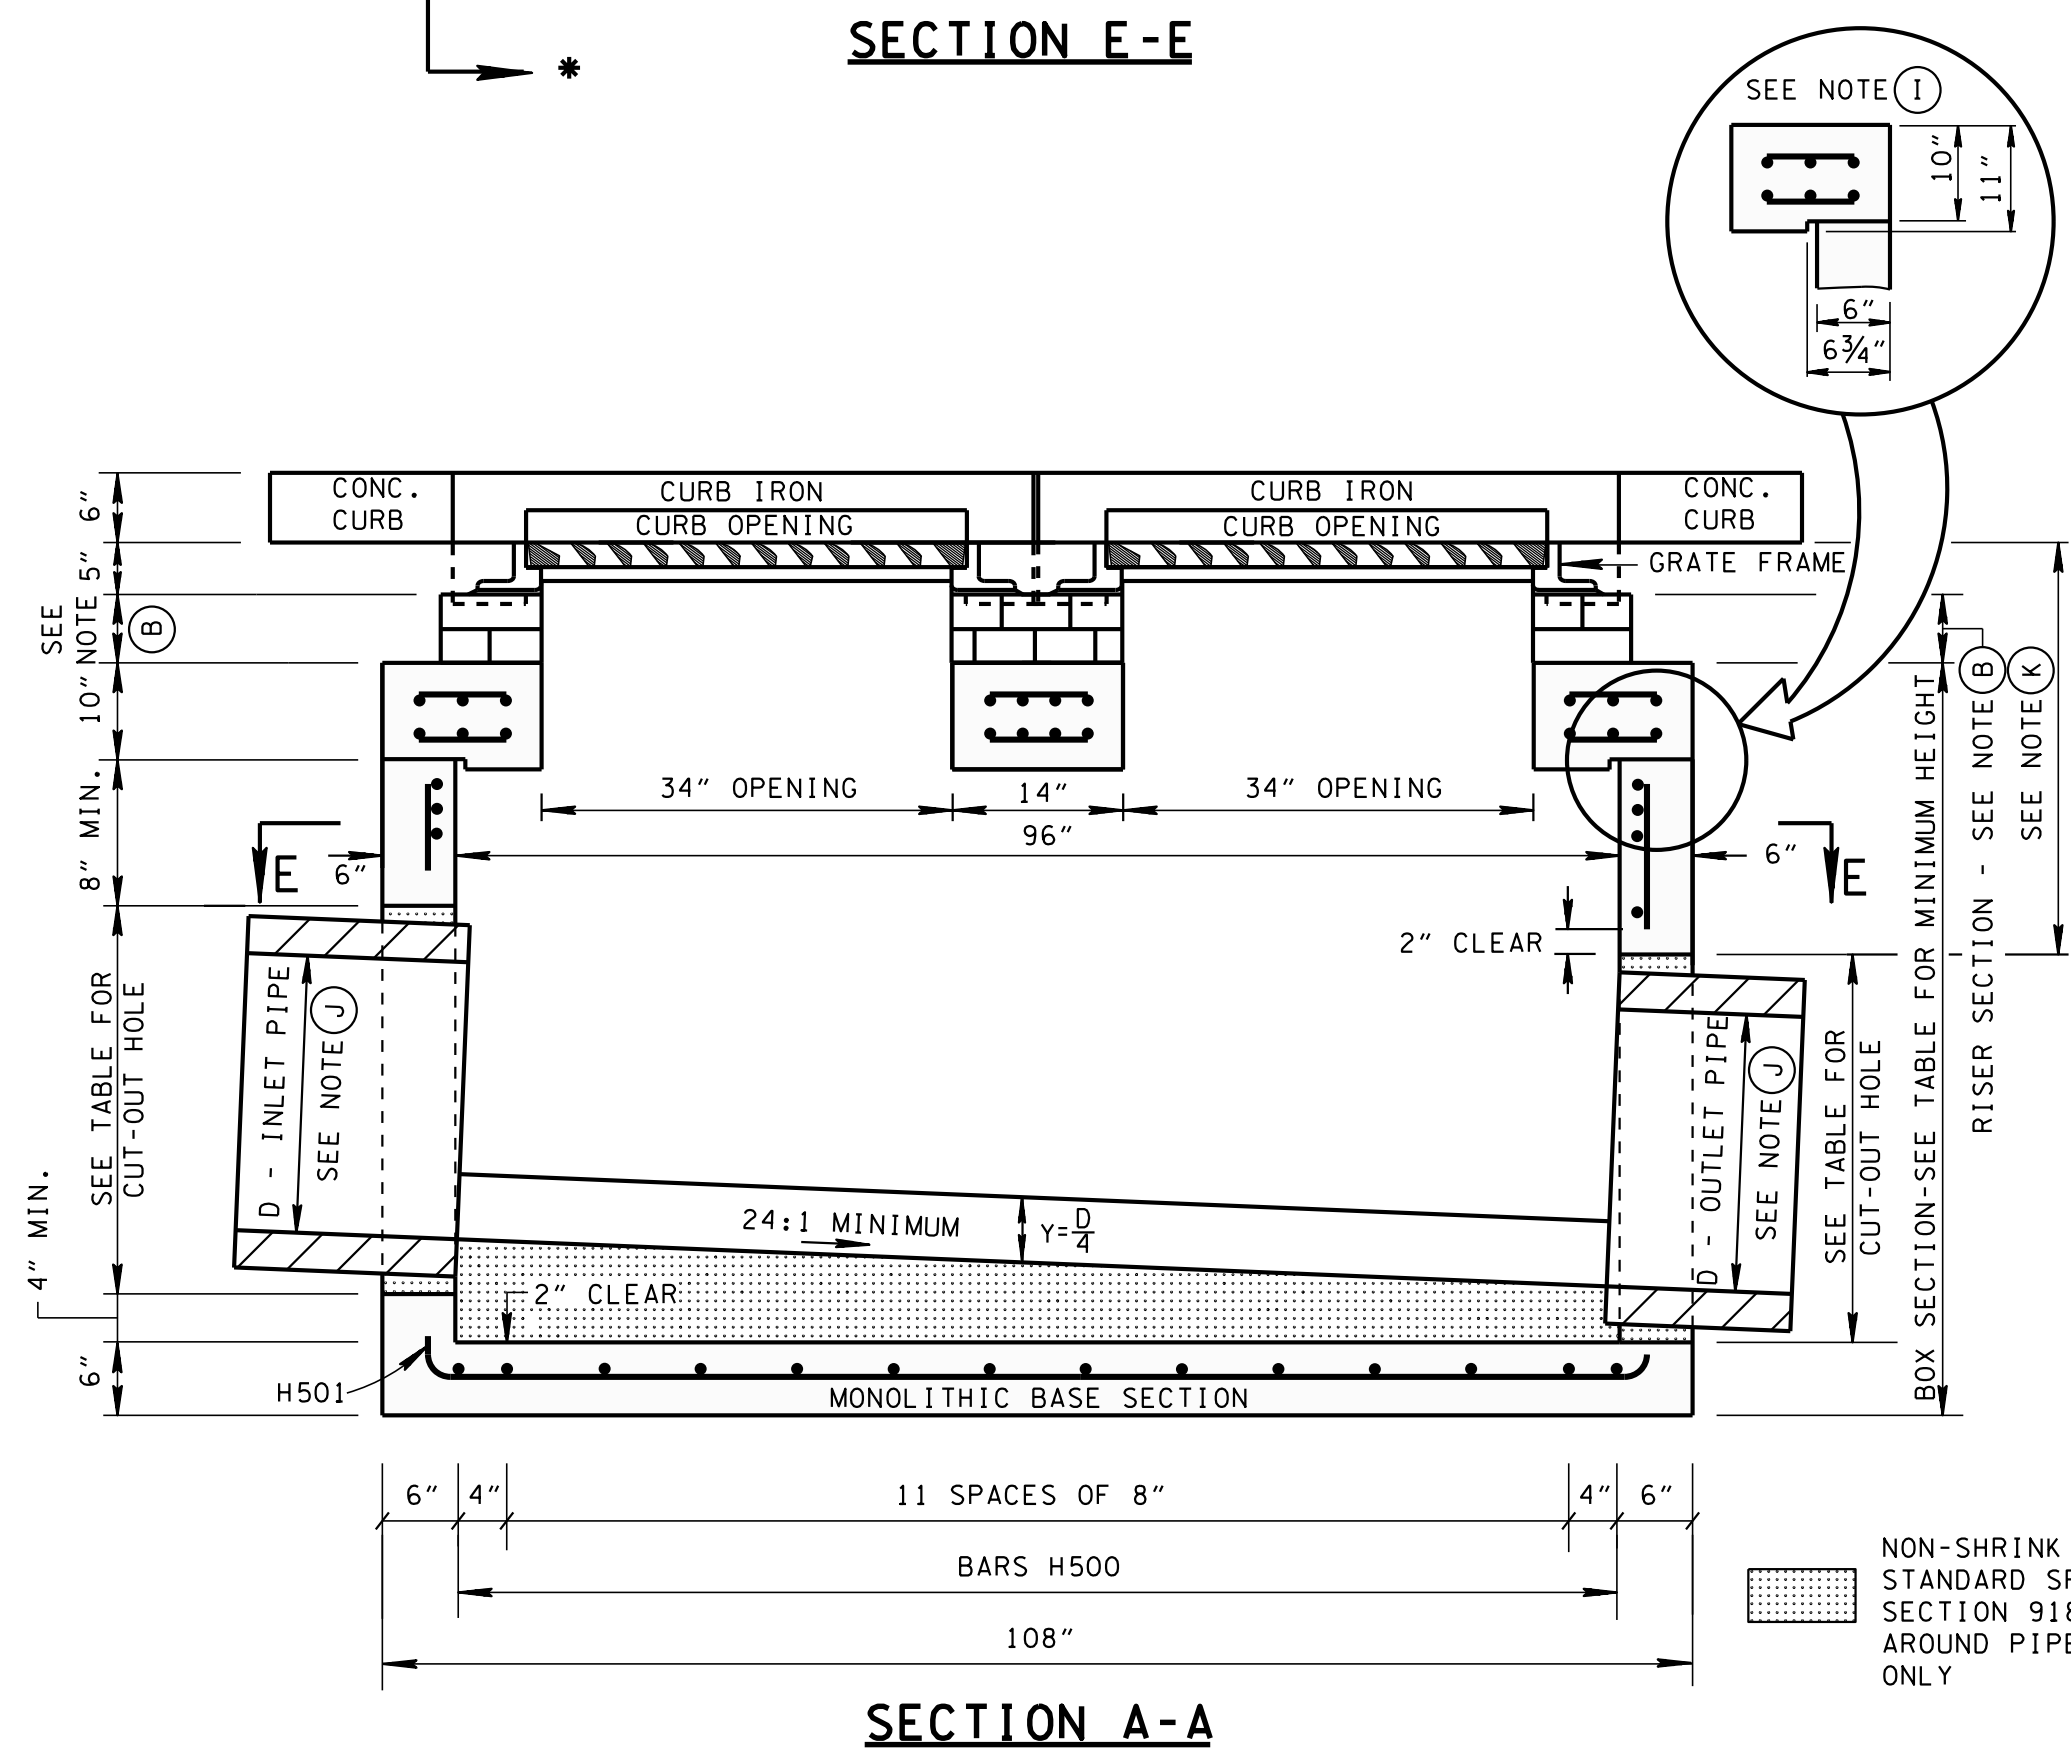 SECTION E-E
*
SEE NOTE I
10"
11"
6"
6 3/4"
CONC.
CURB
CURB IRON
CURB OPENING
CURB IRON
CURB OPENING
CONC.
CURB
GRATE FRAME
6"
5"
SEE
NOTE
B
10"
8" MIN.
34" OPENING
14"
34" OPENING
96"
E
6"
6"
E
2" CLEAR
SEE TABLE FOR
CUT-OUT HOLE
D - INLET PIPE
SEE NOTE J
D - OUTLET PIPE
SEE NOTE J
SEE TABLE FOR
CUT-OUT HOLE
BOX SECTION-SEE TABLE FOR MINIMUM HEIGHT
RISER SECTION - SEE NOTE B
SEE NOTE K
4" MIN.
24:1 MINIMUM
Y=D/4
2" CLEAR
6"
H501
MONOLITHIC BASE SECTION
6"
4"
11 SPACES OF 8"
4"
6"
BARS H500
108"
NON-SHRINK
STANDARD
SECTION 918
AROUND
ONLY
SECTION A-A